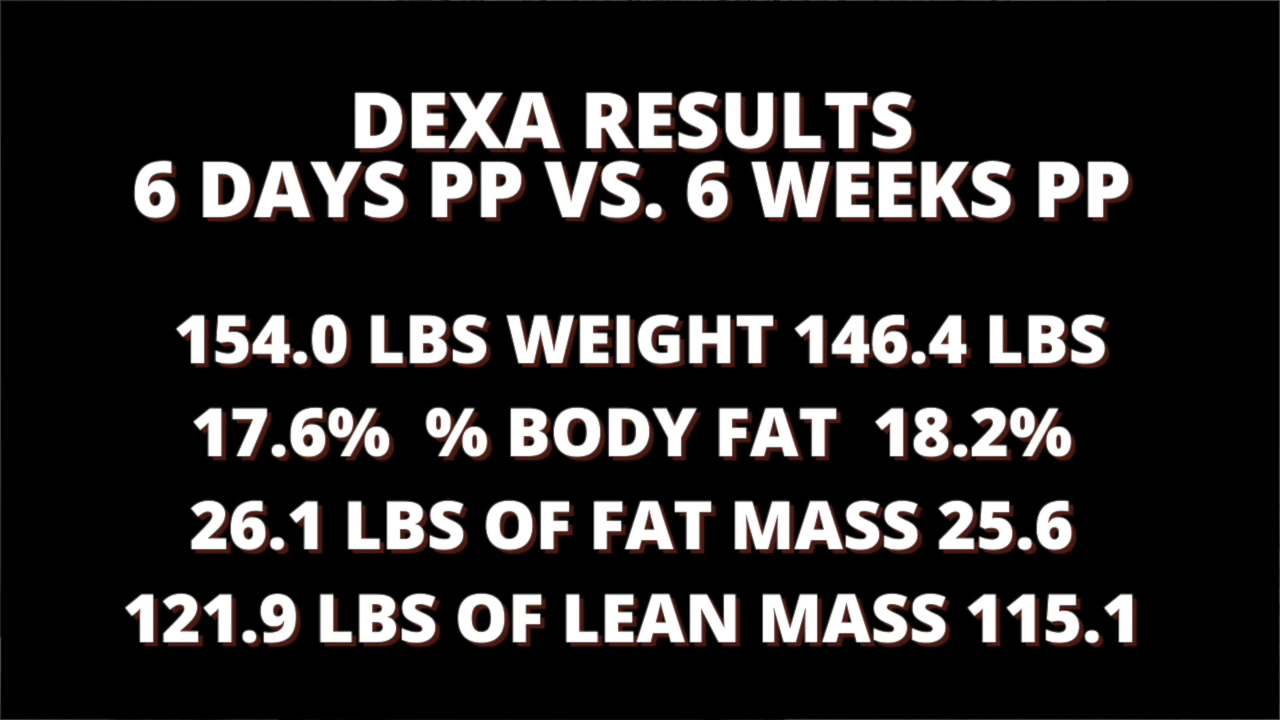 DEXA RESULTS
6 DAYS PP VS. 6 WEEKS PP
154.0 LBS WEIGHT 146.4 LBS
17.6% % BODY FAT 18.2%
26.1 LBS OF FAT MASS 25.6
121.9 LBS OF LEAN MASS 115.1